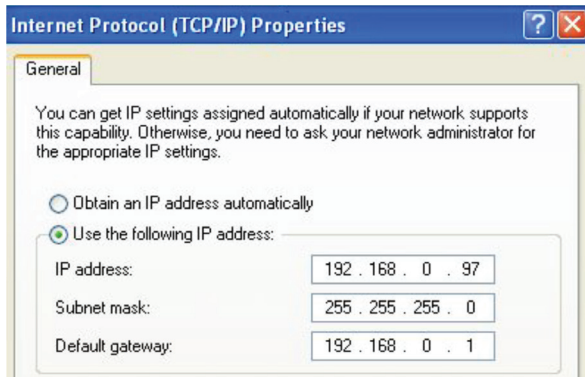 Internet Protocol (TCP/IP) Properties
General
You can get IP settings assigned automatically if your network supports
this capability. Otherwise, you need to ask your network administrator for
the appropriate IP settings.
Obtain an IP address automatically
Use the following IP address:
IP address: 192 . 168 . 0 . 97
Subnet mask: 255 . 255 . 255 . 0
Default gateway: 192 . 168 . 0 . 1